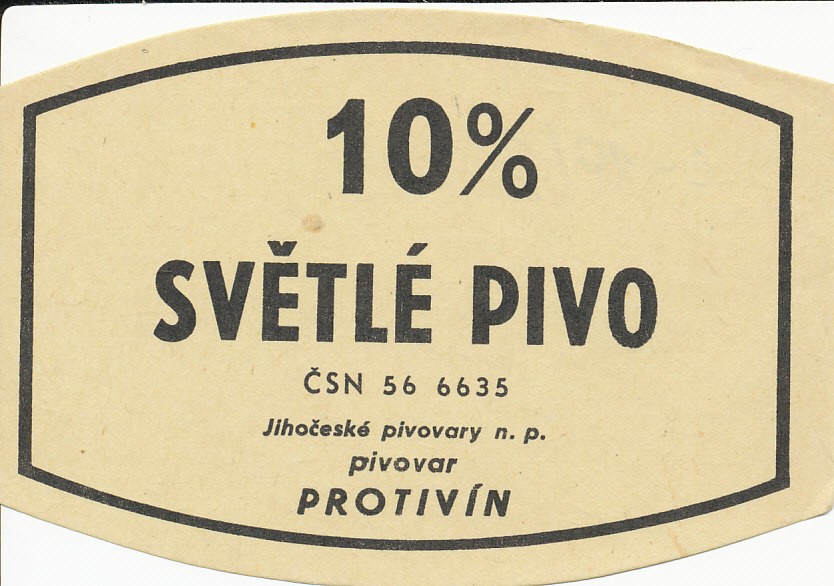 10%
SVĚTLÉ PIVO
ČSN 56 6635
Jihočeské pivovary n. p.
pivovar
PROTIVÍN